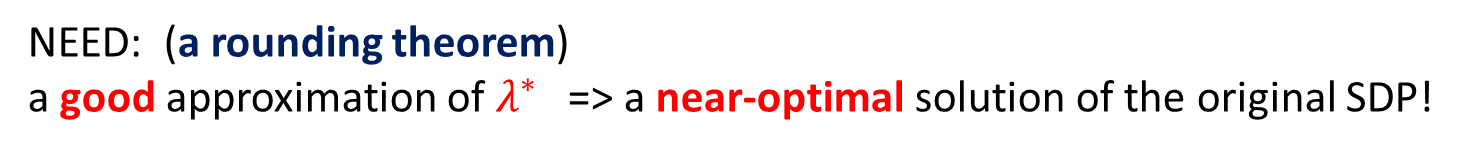 NEED: (a rounding theorem)
a good approximation of λ* => a near-optimal solution of the original SDP!